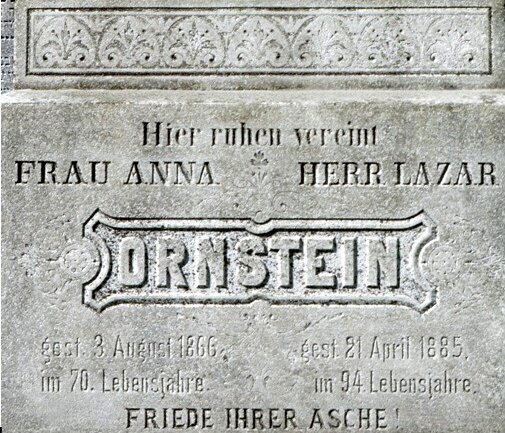 Hier ruhen vereint
FRAU ANNA HERR LAZAR
ORNSTEIN
gest. 3. August 1866, gest. 21 April 1885,
im 70. Lebensjahre. im 94 Lebensjahre.
FRIEDE IHRER ASCHE!